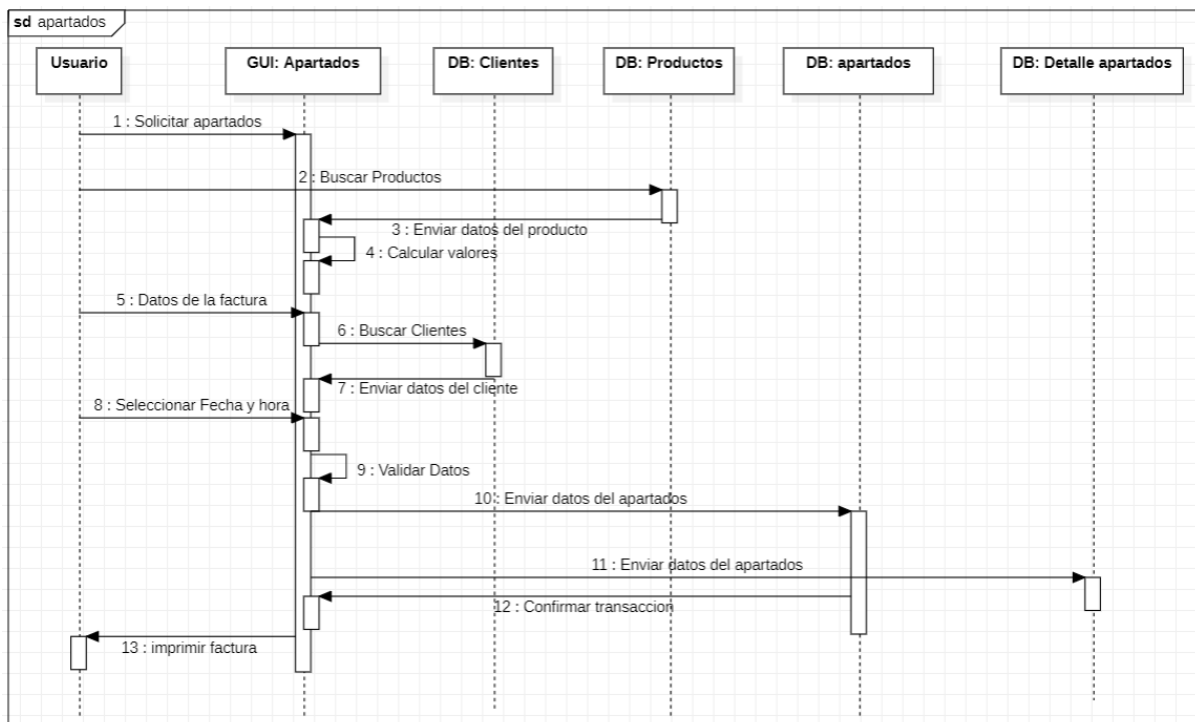 sd apartados
Usuario
GUI: Apartados
DB: Clientes
DB: Productos
DB: apartados
DB: Detalle apartados
1 : Solicitar apartados
2 : Buscar Productos
3 : Enviar datos del producto
4 : Calcular valores
5 : Datos de la factura
6 : Buscar Clientes
7 : Enviar datos del cliente
8 : Seleccionar Fecha y hora
9 : Validar Datos
10 : Enviar datos del apartados
11 : Enviar datos del apartados
12 : Confirmar transaccion
13 : imprimir factura